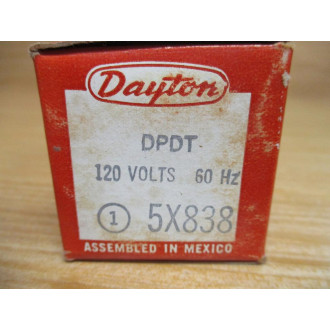 Dayton
DPDT
120 VOLTS 60 Hz
1 5X838
ASSEMBLED IN MEXICO